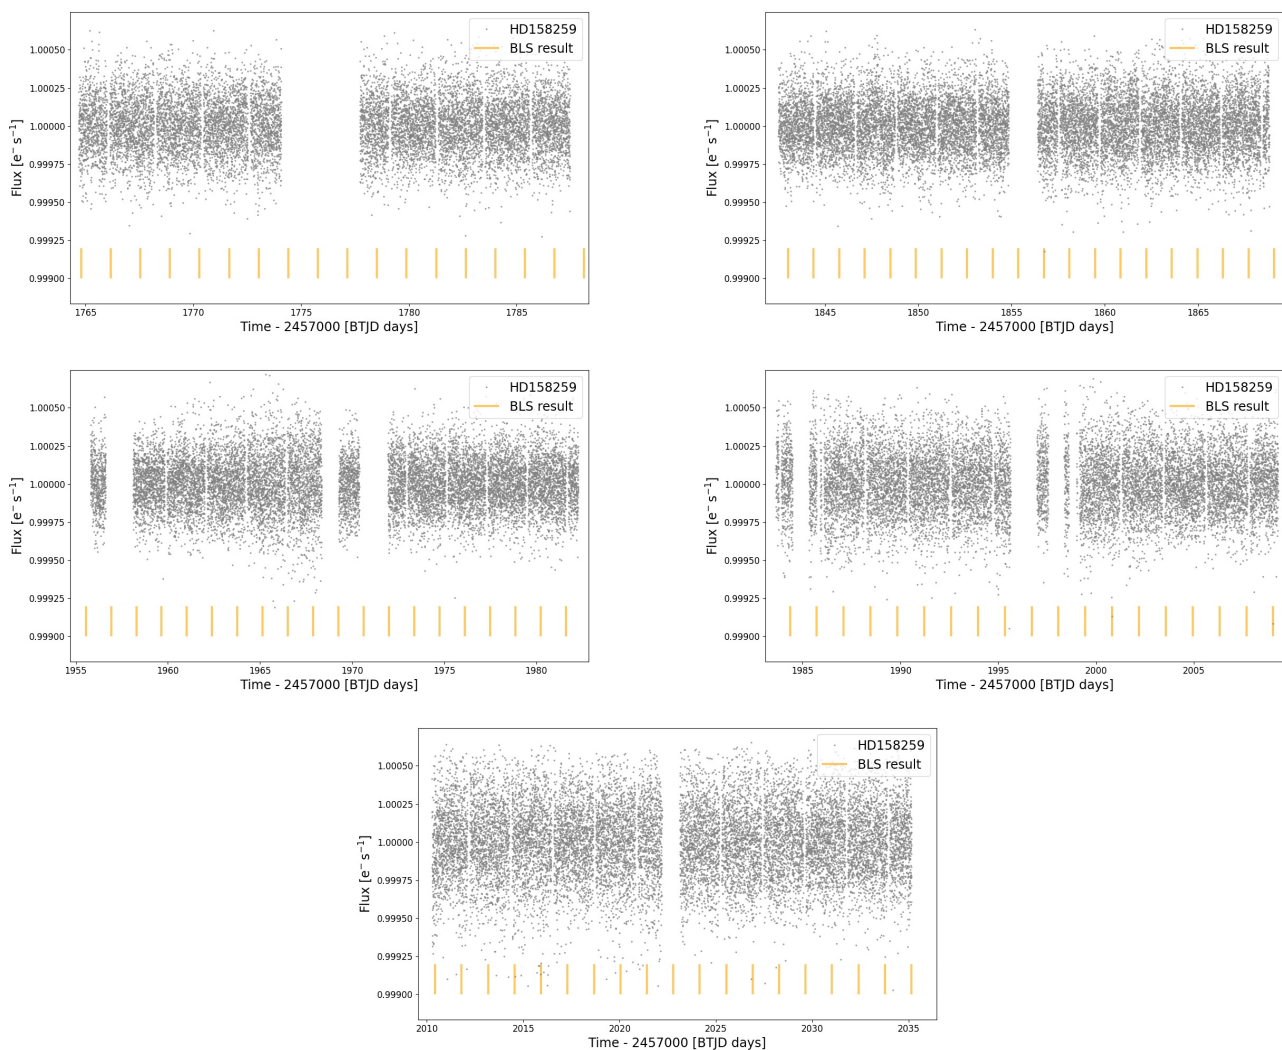 HD158259
BLS result
1.00050
1.00025
1.00000
0.99975
0.99950
0.99925
0.99900
Flux [e⁻ s⁻¹]
1765 1770 1775 1780 1785
Time - 2457000 [BTJD days]
HD158259
BLS result
1.00050
1.00025
1.00000
0.99975
0.99950
0.99925
0.99900
Flux [e⁻ s⁻¹]
1845 1850 1855 1860 1865
Time - 2457000 [BTJD days]
HD158259
BLS result
1.00050
1.00025
1.00000
0.99975
0.99950
0.99925
0.99900
Flux [e⁻ s⁻¹]
1955 1960 1965 1970 1975 1980
Time - 2457000 [BTJD days]
HD158259
BLS result
1.00050
1.00025
1.00000
0.99975
0.99950
0.99925
0.99900
Flux [e⁻ s⁻¹]
1985 1990 1995 2000 2005
Time - 2457000 [BTJD days]
HD158259
BLS result
1.00050
1.00025
1.00000
0.99975
0.99950
0.99925
0.99900
Flux [e⁻ s⁻¹]
2010 2015 2020 2025 2030 2035
Time - 2457000 [BTJD days]